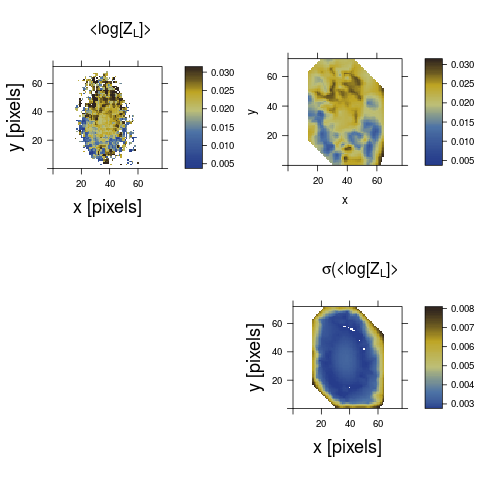 <log[Z_L]>
y [pixels]
60
40
20
20 40 60
x [pixels]
0.030
0.025
0.020
0.015
0.010
0.005
y
60
40
20
20 40 60
x
0.030
0.025
0.020
0.015
0.010
0.005
σ(<log[Z_L]>
y [pixels]
60
40
20
20 40 60
x [pixels]
0.008
0.007
0.006
0.005
0.004
0.003